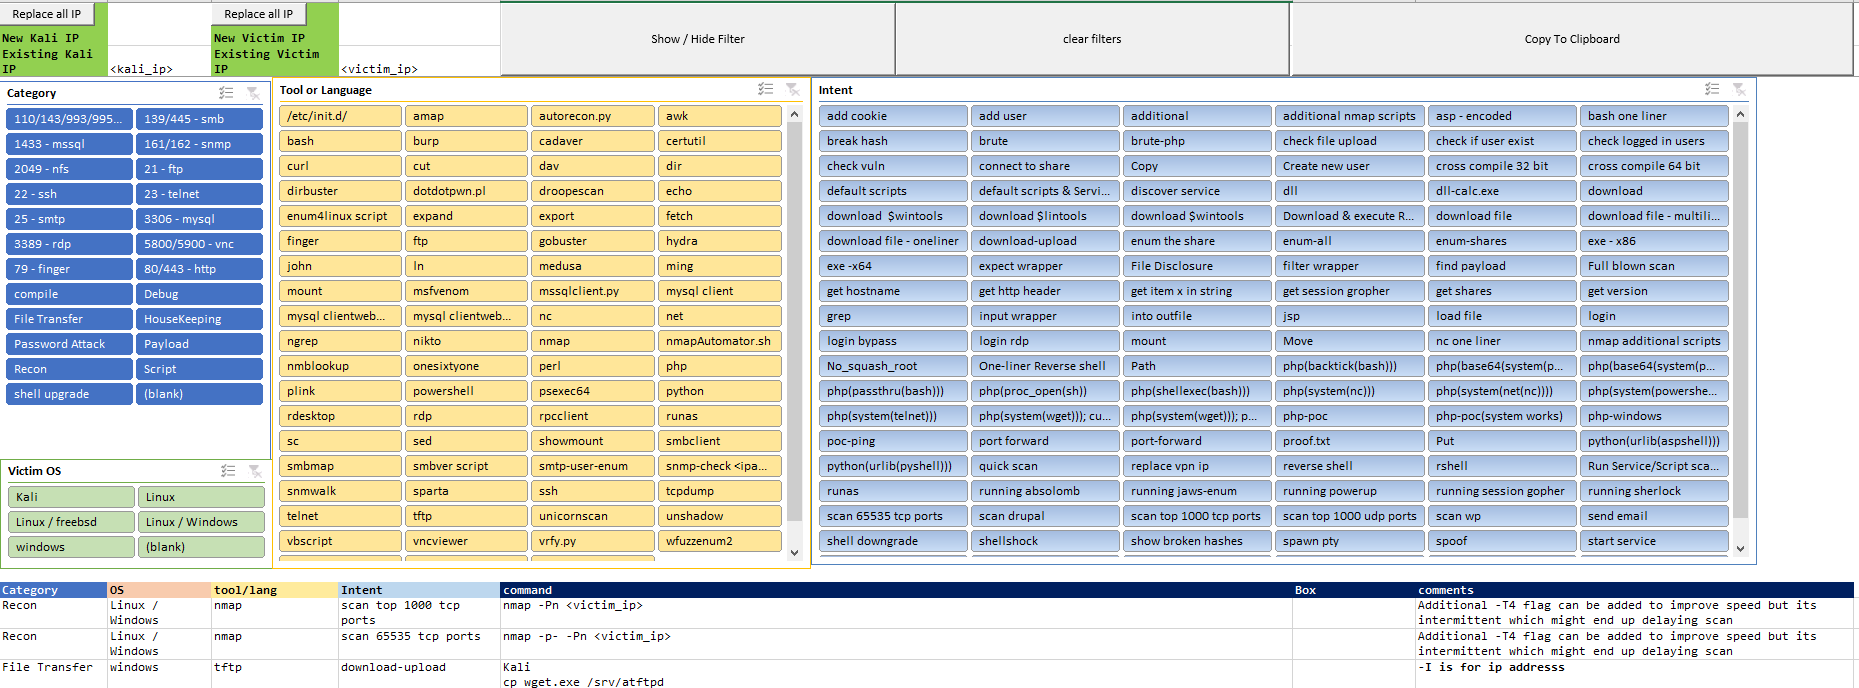 Replace all IP
Replace all IP
New Kali IP
Existing Kali
IP
<kali_ip>
New Victim IP
Existing Victim
IP
<victim_ip>
Show / Hide Filter
clear filters
Copy To Clipboard
Category
110/143/993/995... 139/445 - smb
1433 - mssql 161/162 - snmp
2049 - nfs 21 - ftp
22 - ssh 23 - telnet
25 - smtp 3306 - mysql
3389 - rdp 5800/5900 - vnc
79 - finger 80/443 - http
compile Debug
File Transfer HouseKeeping
Password Attack Payload
Recon Script
shell upgrade (blank)
Victim OS
Kali Linux
Linux / freebsd Linux / Windows
windows (blank)
Tool or Language
/etc/init.d/ amap autorecon.py awk
bash burp cadaver certutil
curl cut dav dir
dirbuster dotdotpwn.pl droopescan echo
enum4linux script expand export fetch
finger ftp gobuster hydra
john ln medusa ming
mount msfvenom mssqlclient.py mysql client
mysql clientweb... mysql clientweb... nc net
ngrep nikto nmap nmapAutomator.sh
nmblookup onesixtyone perl php
plink powershell psexec64 python
rdesktop rdp rpcclient runas
sc sed showmount smbclient
smbmap smbver script smtp-user-enum snmp-check <ipa...
snmwalk sparta ssh tcpdump
telnet tftp unicornscan unshadow
vbscript vncviewer vrfy.py wfuzzenum2
Intent
add cookie add user additional additional nmap scripts asp - encoded bash one liner
break hash brute brute-php check file upload check if user exist check logged in users
check vuln connect to share Copy Create new user cross compile 32 bit cross compile 64 bit
default scripts default scripts & Servi... discover service dll dll-calc.exe download
download  $wintools download $lintools download $wintools Download & execute R... download file download file - multili...
download file - oneliner download-upload enum the share enum-all enum-shares exe - x86
exe -x64 expect wrapper File Disclosure filter wrapper find payload Full blown scan
get hostname get http header get item x in string get session gropher get shares get version
grep input wrapper into outfile jsp load file login
login bypass login rdp mount Move nc one liner nmap additional scripts
No_squash_root One-liner Reverse shell Path php(backtick(bash))) php(base64(system(p... php(base64(system(p...
php(passthru(bash))) php(proc_open(sh)) php(shellexec(bash))) php(system(nc))) php(system(net(nc)))) php(system(powershe...
php(system(telnet))) php(system(wget))); cu... php(system(wget))); p... php-poc php-poc(system works) php-windows
poc-ping port forward port-forward proof.txt Put python(urlib(aspshell)))
python(urlib(pyshell))) quick scan replace vpn ip reverse shell rshell Run Service/Script sca...
runas running absolomb running jaws-enum running powerup running session gopher running sherlock
scan 65535 tcp ports scan drupal scan top 1000 tcp ports scan top 1000 udp ports scan wp send email
shell downgrade shellshock show broken hashes spawn pty spoof start service
Category OS tool/lang Intent command Box comments
Recon Linux / nmap scan top 1000 tcp nmap -Pn <victim_ip> Additional -T4 flag can be added to improve speed but its
Windows ports intermittent which might end up delaying scan
Recon Linux / nmap scan 65535 tcp ports nmap -p- -Pn <victim_ip> Additional -T4 flag can be added to improve speed but its
Windows intermittent which might end up delaying scan
File Transfer windows tftp download-upload Kali -I is for ip addresss
cp wget.exe /srv/atftpd